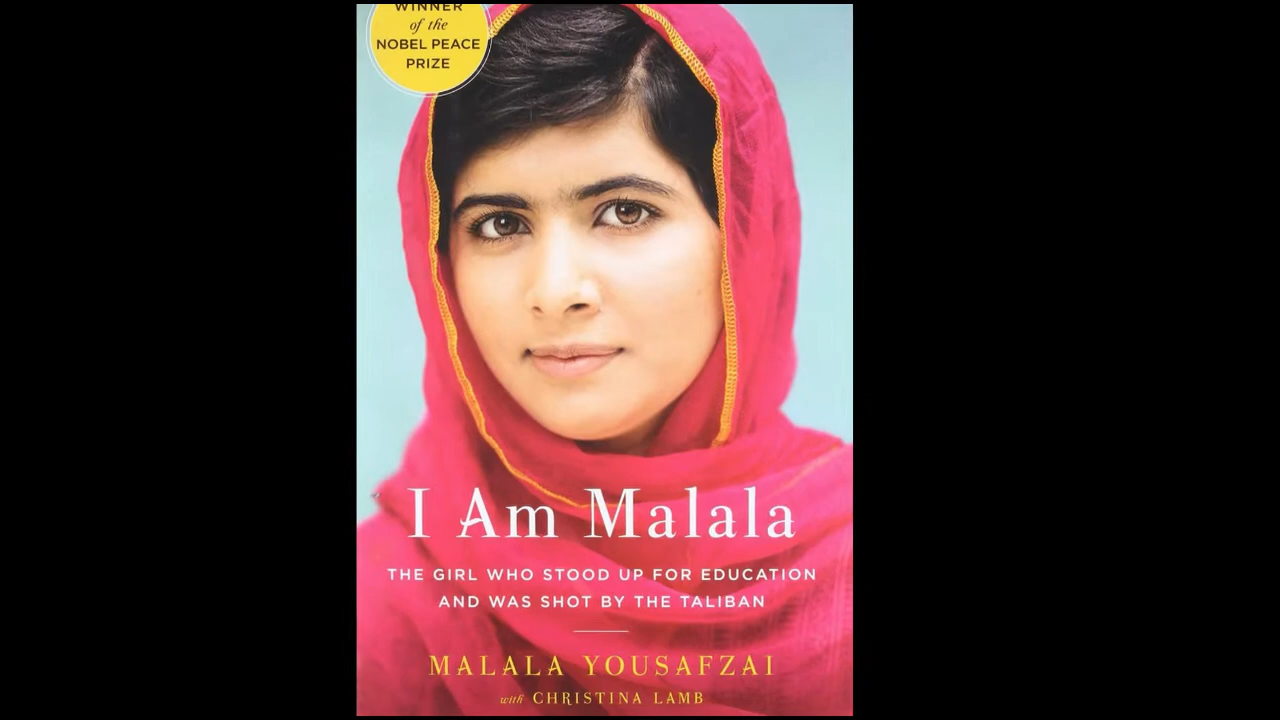 WINNER
of the
NOBEL PEACE
PRIZE
I Am Malala
THE GIRL WHO STOOD UP FOR EDUCATION
AND WAS SHOT BY THE TALIBAN
MALALA YOUSAFZAI
with CHRISTINA LAMB